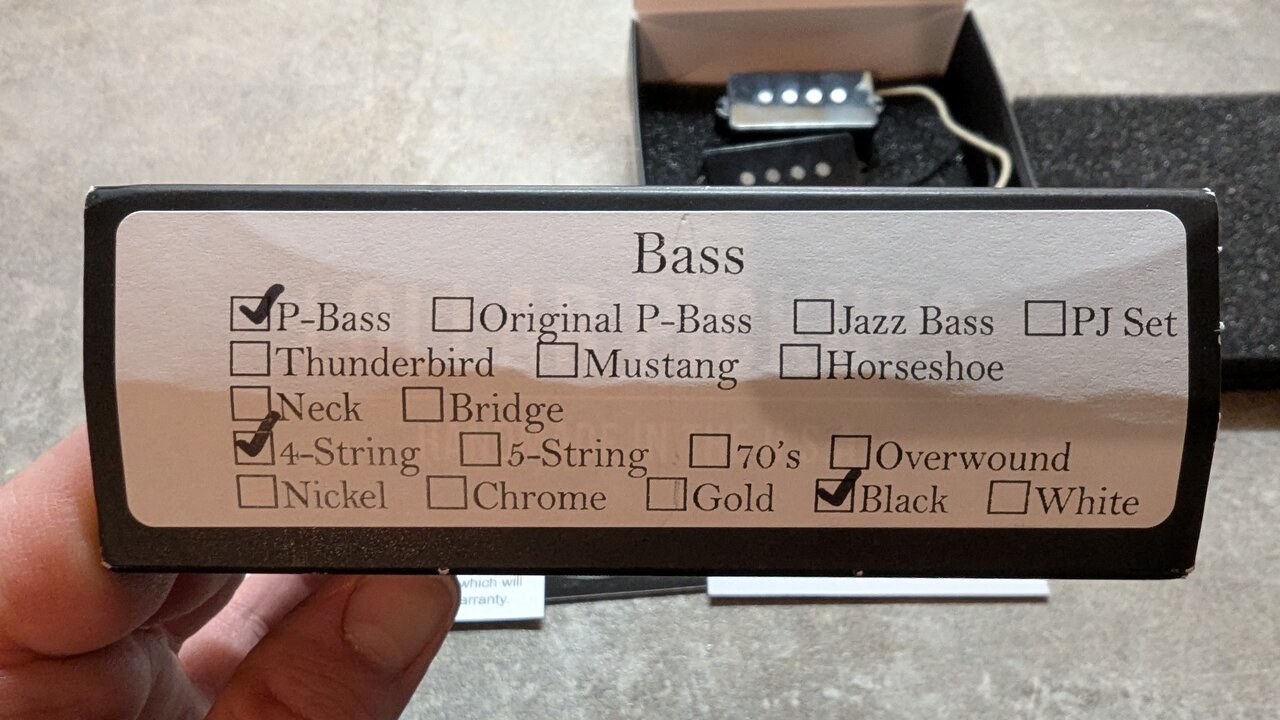 Bass
P-Bass Original P-Bass Jazz Bass PJ Set
Thunderbird Mustang Horseshoe
Neck Bridge
4-String 5-String 70's Overwound
Nickel Chrome Gold Black White
which will
arranty.